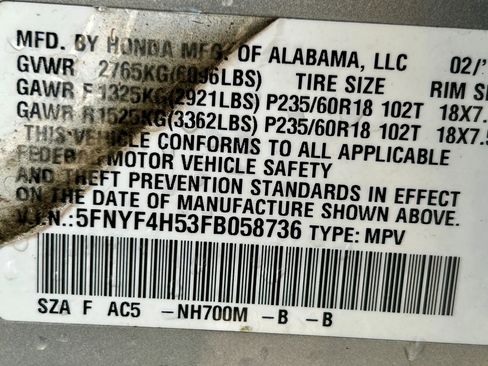 MFD. BY HONDA MFG. OF ALABAMA, LLC 02/
GVWR 2765KG(6096LBS) TIRE SIZE RIM
GAWR F 1325KG(2921LBS) P235/60R18 102T 18X7.
GAWR R1525KG(3362LBS) P235/60R18 102T 18X7.5
THIS VEHICLE CONFORMS TO ALL APPLICABLE
FEDERAL MOTOR VEHICLE SAFETY
AND THEFT PREVENTION STANDARDS IN EFFECT
ON THE DATE OF MANUFACTURE SHOWN ABOVE.
V.I.N.:5FNYF4H53FB058736 TYPE: MPV
SZA F AC5 -NH700M -B -B